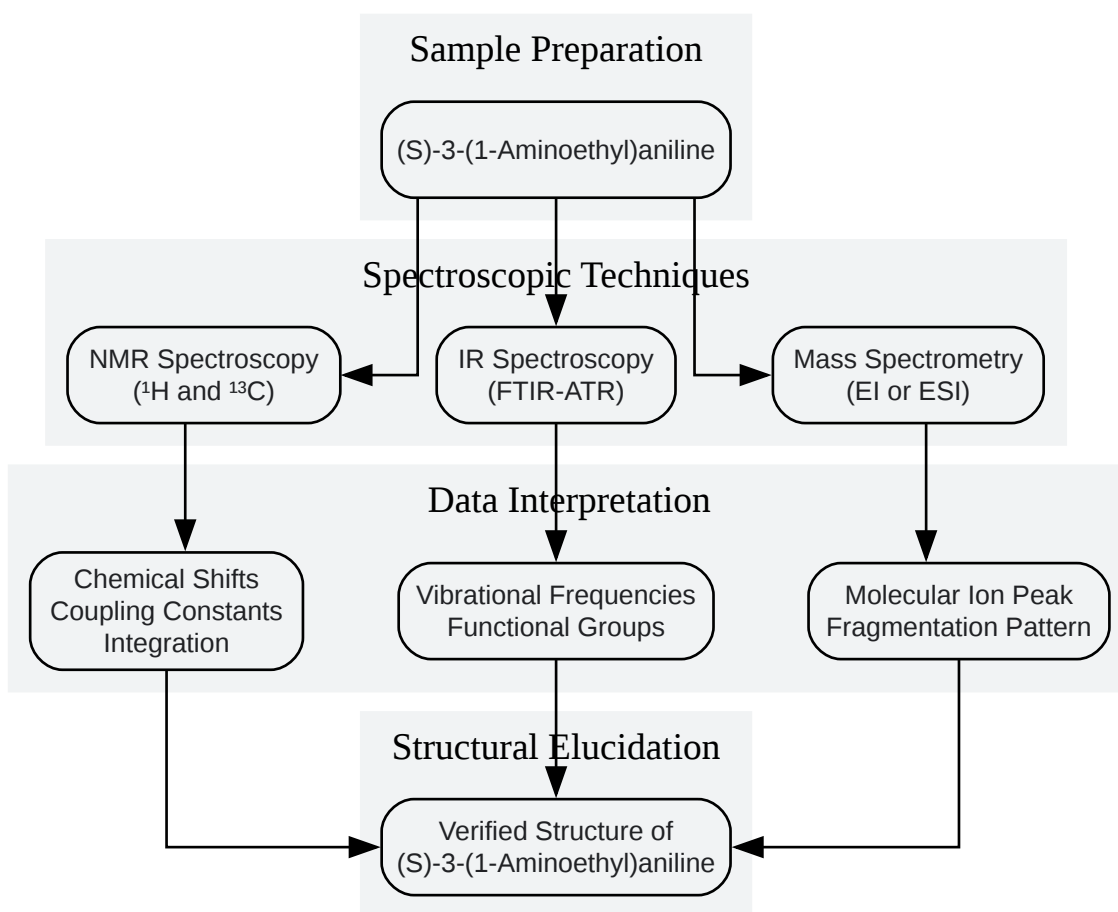 Sample Preparation
(S)-3-(1-Aminoethyl)aniline
Spectroscopic Techniques
NMR Spectroscopy
(¹H and ¹³C)
IR Spectroscopy
(FTIR-ATR)
Mass Spectrometry
(EI or ESI)
Data Interpretation
Chemical Shifts
Coupling Constants
Integration
Vibrational Frequencies
Functional Groups
Molecular Ion Peak
Fragmentation Pattern
Structural Elucidation
Verified Structure of
(S)-3-(1-Aminoethyl)aniline